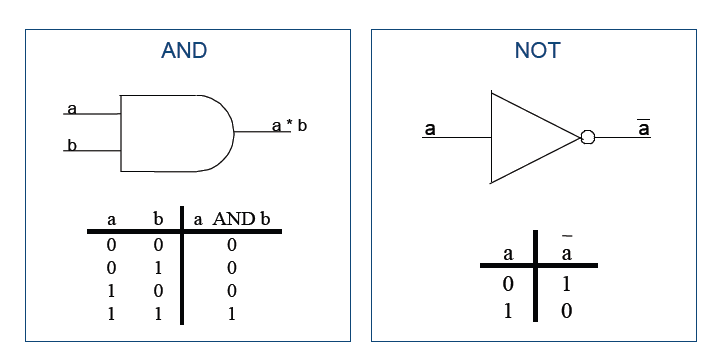 AND
a
b
a * b
a b a AND b
0 0 0
0 1 0
1 0 0
1 1 1
NOT
a
a̅
a a̅
0 1
1 0